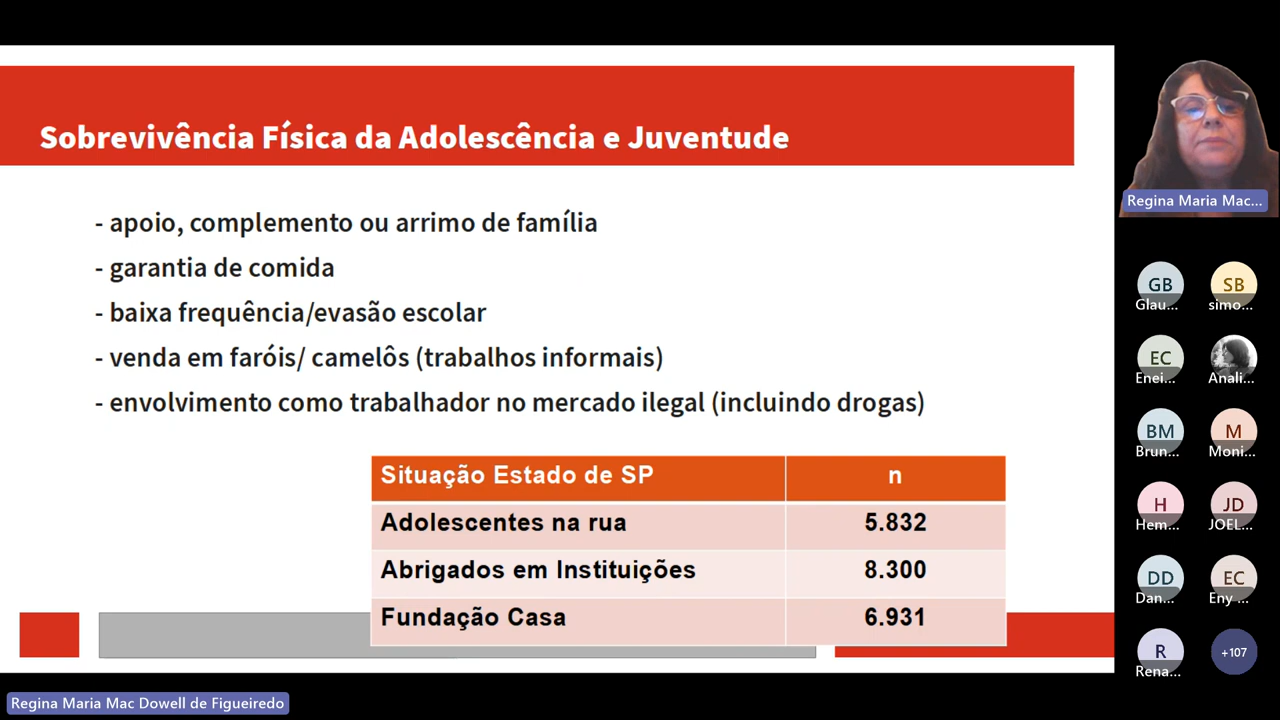 Sobrevivência Física da Adolescência e Juventude
- apoio, complemento ou arrimo de família
- garantia de comida
- baixa frequência/evasão escolar
- venda em faróis/ camelôs (trabalhos informais)
- envolvimento como trabalhador no mercado ilegal (incluindo drogas)
Situação Estado de SP n
Adolescentes na rua 5.832
Abrigados em Instituições 8.300
Fundação Casa 6.931
Regina Maria Mac...
GB SB
Glau... simo...
EC
Enei... Anali...
BM M
Brun... Moni...
H JD
Hem... JOEL...
DD EC
Dan... Eny ...
R +107
Rena...
Regina Maria Mac Dowell de Figueiredo